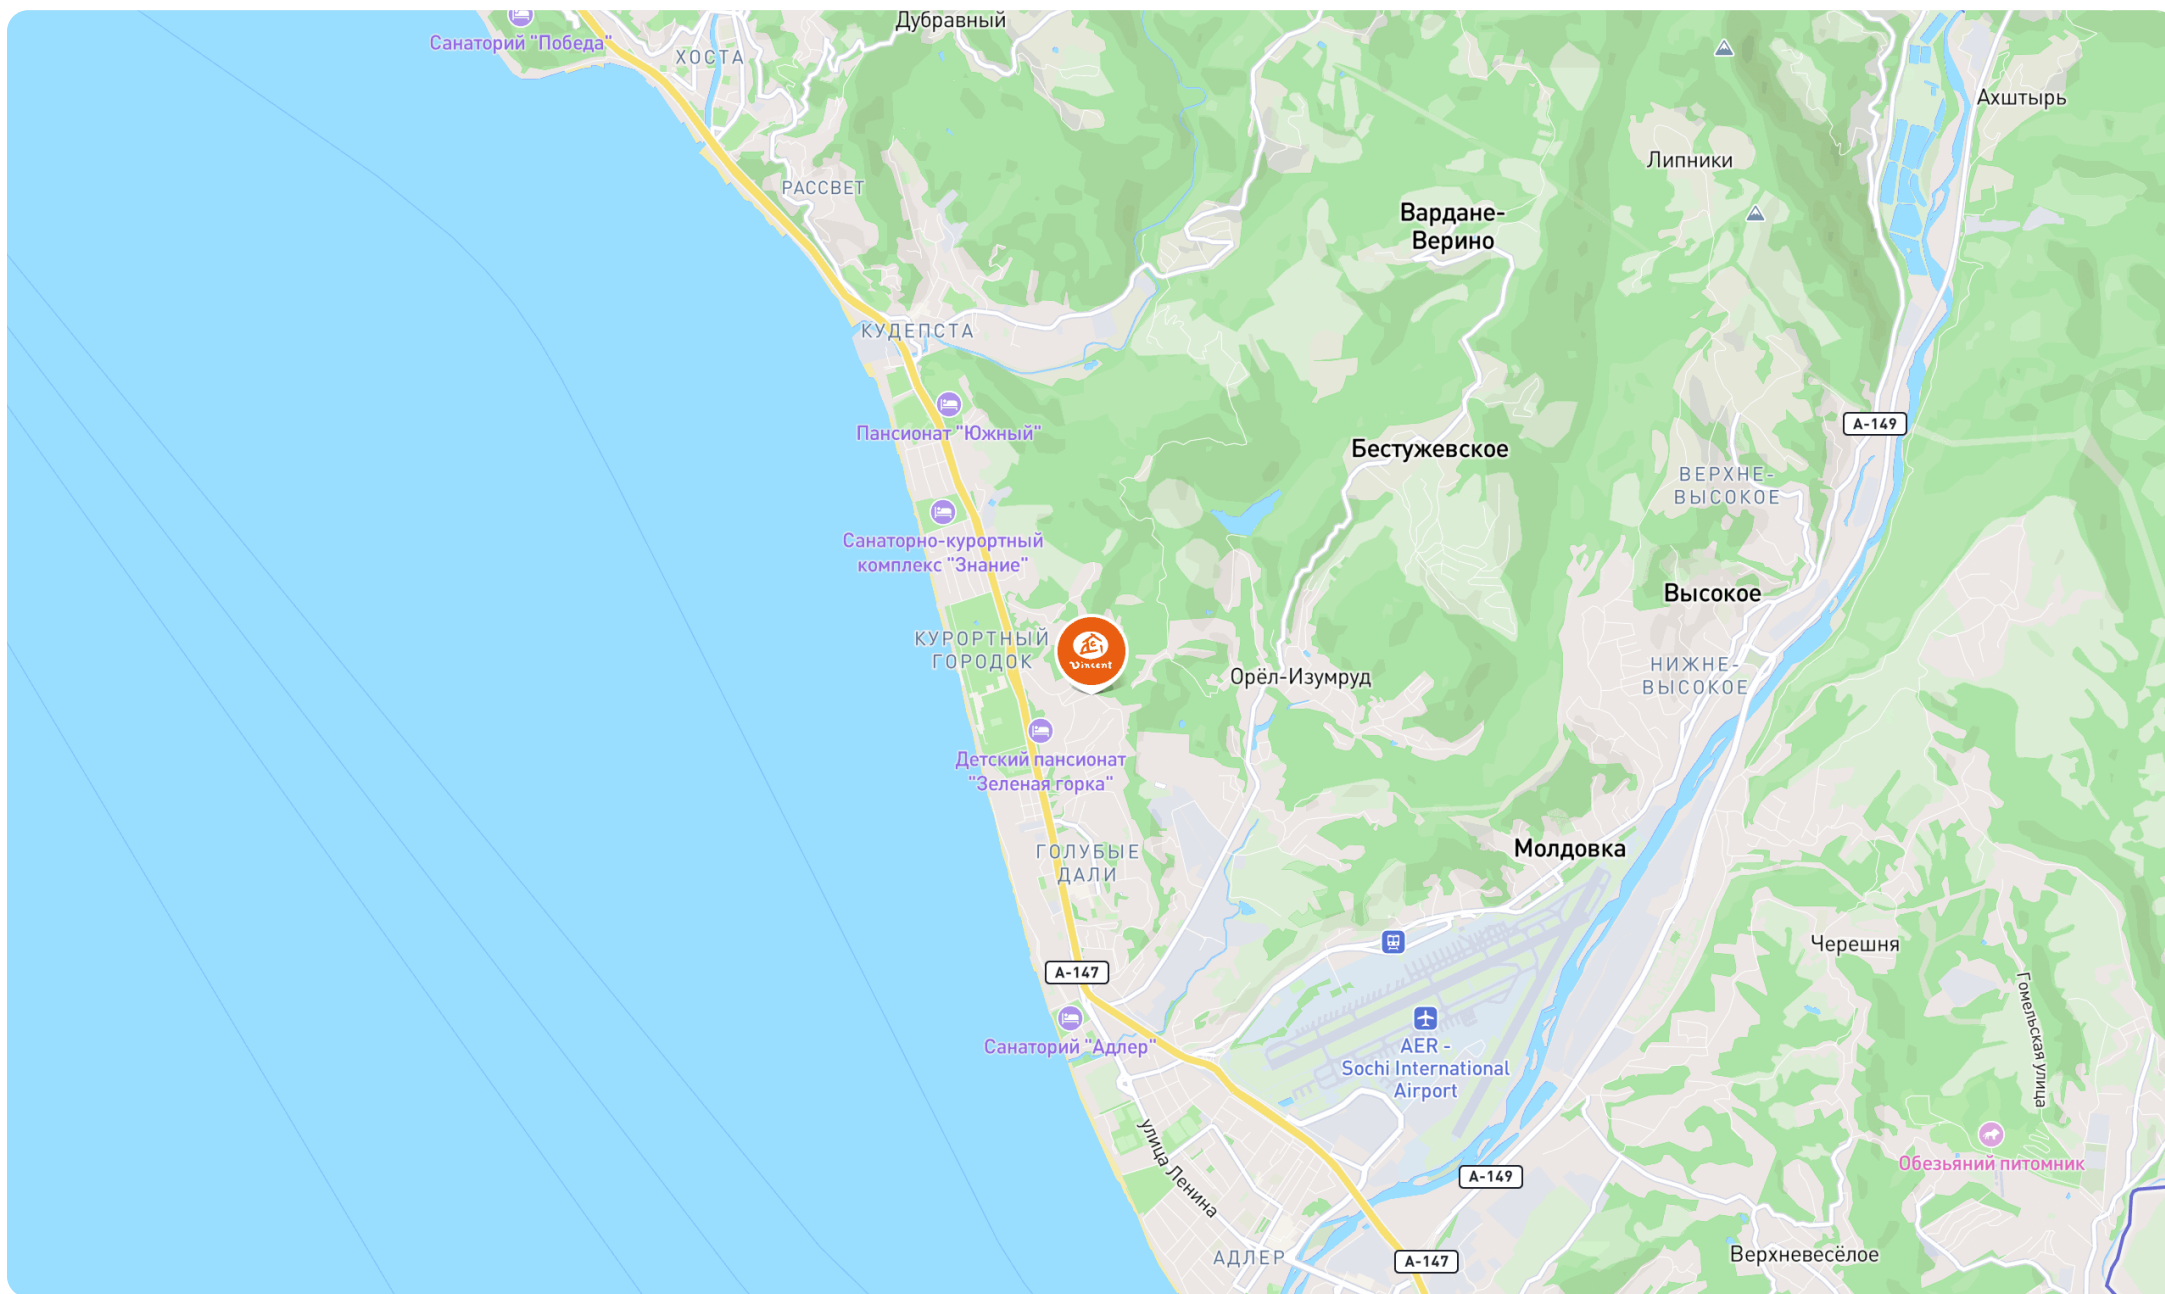 Дубравный
Санаторий "Победа"
ХОСТА
Ахштырь
Липники
РАССВЕТ
Вардане-
Верино
КУДЕПСТА
А-149
Пансионат "Южный"
Бестужевское
ВЕРХНЕ-
ВЫСОКОЕ
Санаторно-курортный
комплекс "Знание"
Высокое
КУРОРТНЫЙ
ГОРОДОК
Vincent
Орёл-Изумруд
НИЖНЕ-
ВЫСОКОЕ
Детский пансионат
"Зеленая горка"
ГОЛУБЫЕ
ДАЛИ
Молдовка
Черешня
А-147
Гомельская улица
Санаторий "Адлер"
AER -
Sochi International
Airport
улица Ленина
Обезьяний питомник
А-149
АДЛЕР
А-147
Верхневесёлое